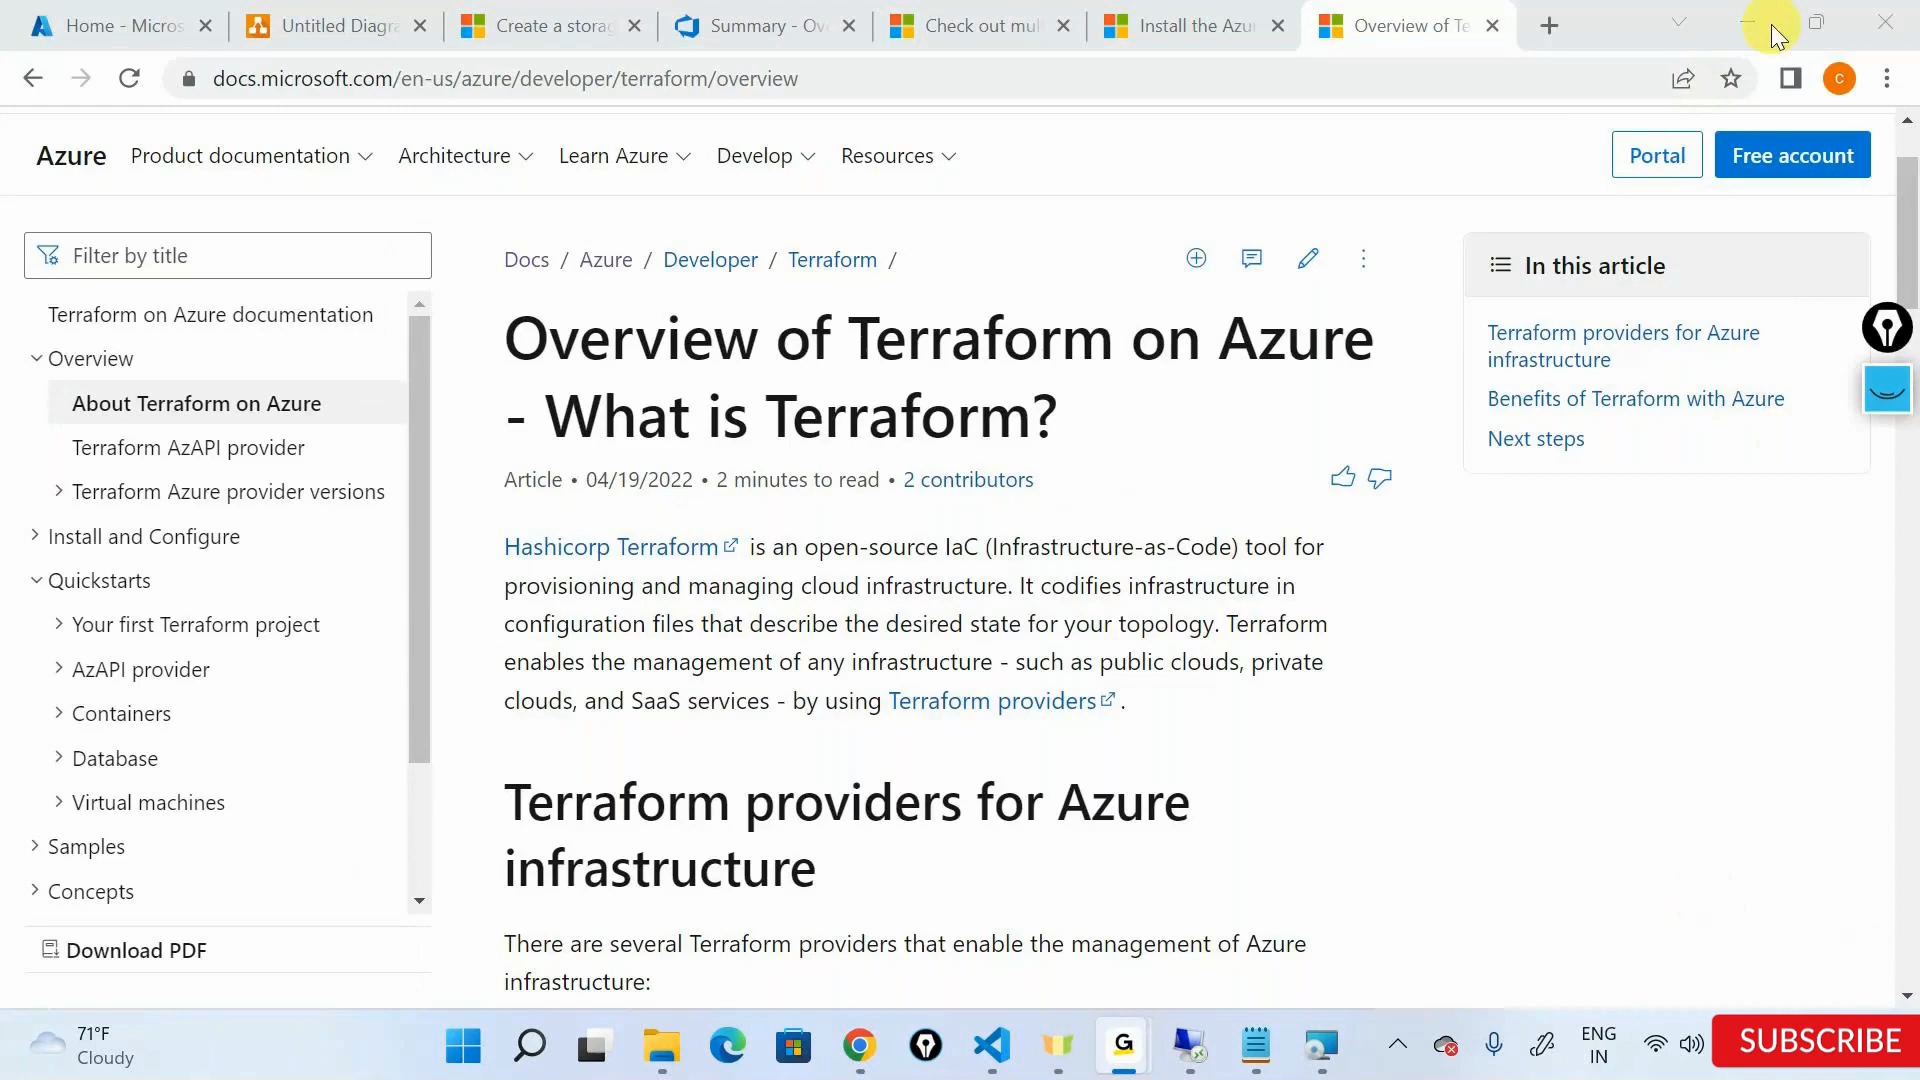 Home - Micros
Untitled Diagra
Create a storag
Summary - Ov
Check out mul
Install the Azu
Overview of Te
docs.microsoft.com/en-us/azure/developer/terraform/overview
C
Azure
Product documentation
Architecture
Learn Azure
Develop
Resources
Portal
Free account
Filter by title
Terraform on Azure documentation
Overview
About Terraform on Azure
Terraform AzAPI provider
Terraform Azure provider versions
Install and Configure
Quickstarts
Your first Terraform project
AzAPI provider
Containers
Database
Virtual machines
Samples
Concepts
Download PDF
Docs / Azure / Developer / Terraform /
Overview of Terraform on Azure
- What is Terraform?
Article • 04/19/2022 • 2 minutes to read • 2 contributors
Hashicorp Terraform is an open-source IaC (Infrastructure-as-Code) tool for
provisioning and managing cloud infrastructure. It codifies infrastructure in
configuration files that describe the desired state for your topology. Terraform
enables the management of any infrastructure - such as public clouds, private
clouds, and SaaS services - by using Terraform providers.
Terraform providers for Azure
infrastructure
There are several Terraform providers that enable the management of Azure
infrastructure:
In this article
Terraform providers for Azure
infrastructure
Benefits of Terraform with Azure
Next steps
71°F
Cloudy
G
ENG
IN
SUBSCRIBE